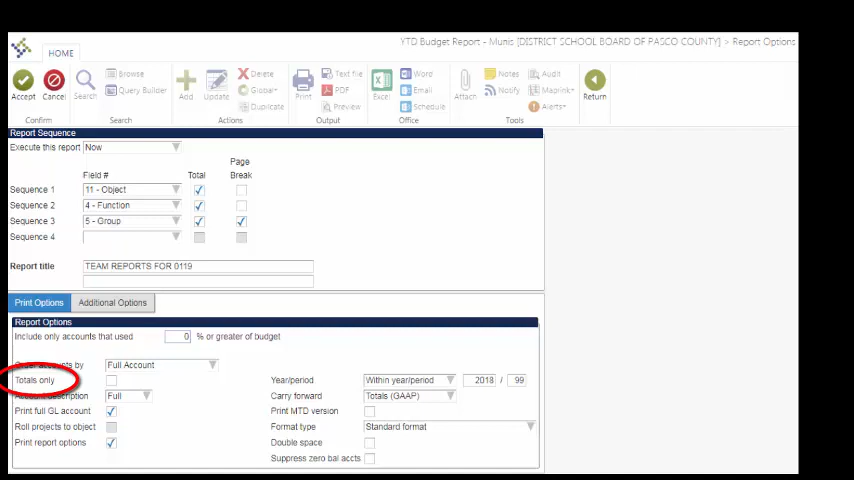 YTD Budget Report - Munis [DISTRICT SCHOOL BOARD OF PASCO COUNTY] > Report Options
HOME
Accept Cancel Search Browse Query Builder Add Update Delete Global Duplicate Print Text file PDF Preview Excel Word Email Schedule Attach Notes Notify Audit Maplink Alerts Return
Confirm Search Actions Output Office Tools
Report Sequence
Execute this report Now
Page
Field # Total Break
Sequence 1 11 - Object
Sequence 2 4 - Function
Sequence 3 5 - Group
Sequence 4
Report title TEAM REPORTS FOR 0119
Print Options Additional Options
Report Options
Include only accounts that used 0 % or greater of budget
Order accounts by Full Account
Totals only Year/period Within year/period 2018 / 99
Account description Full Carry forward Totals (GAAP)
Print full GL account Print MTD version
Roll projects to object Format type Standard format
Print report options Double space
Suppress zero bal accts